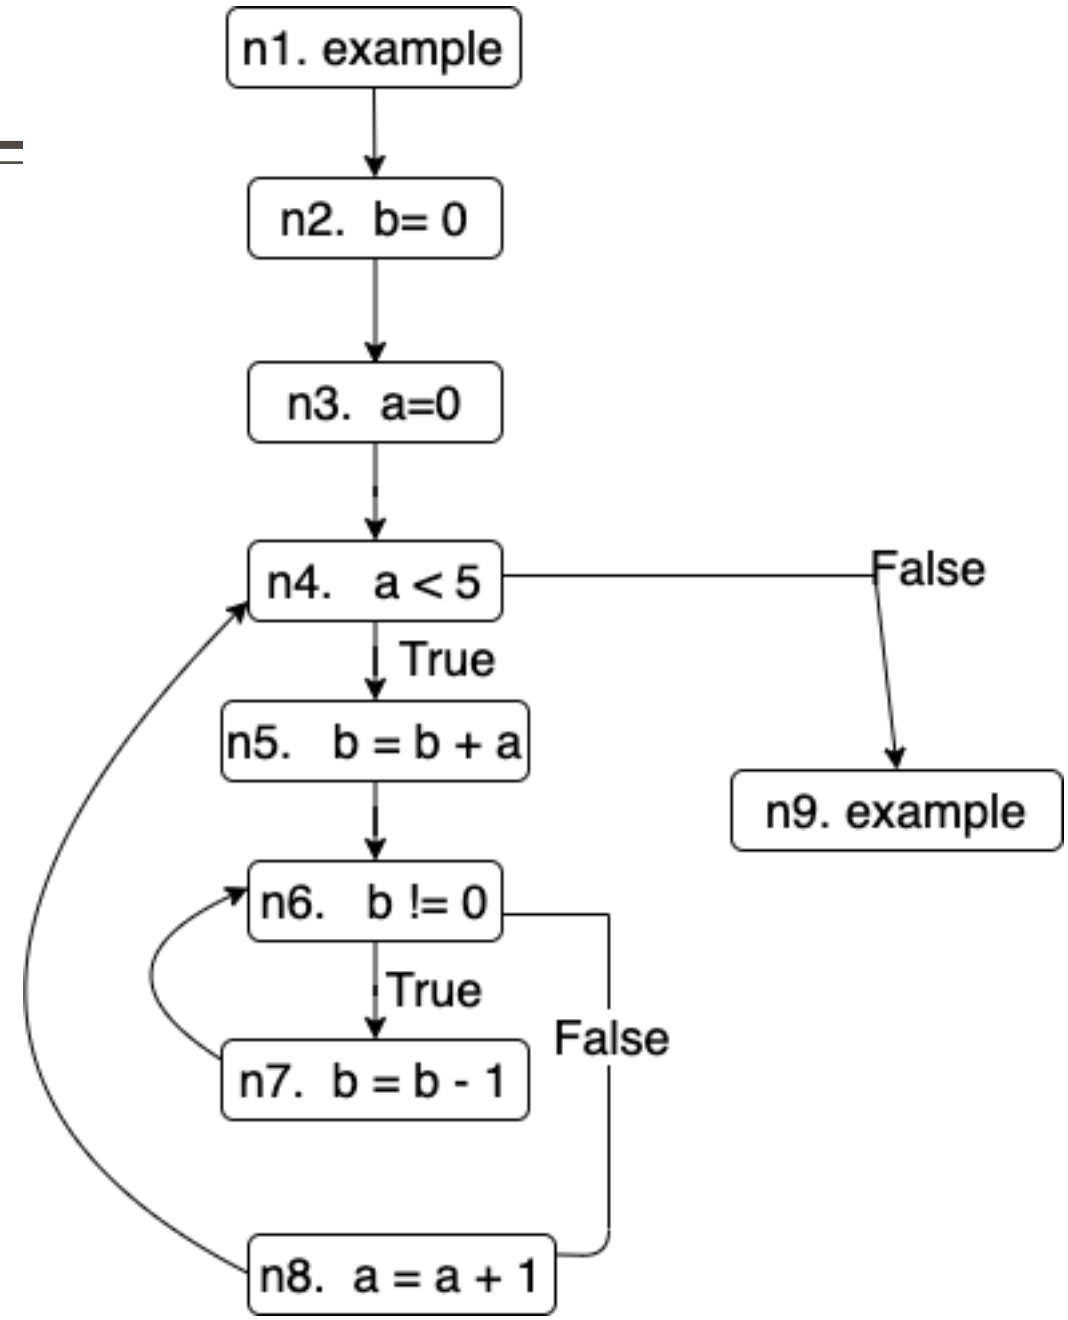 n1. example
n2.  b= 0
n3.  a=0
n4.   a < 5
False
True
n5.   b = b + a
n9. example
n6.   b != 0
True
False
n7.  b = b - 1
n8.  a = a + 1